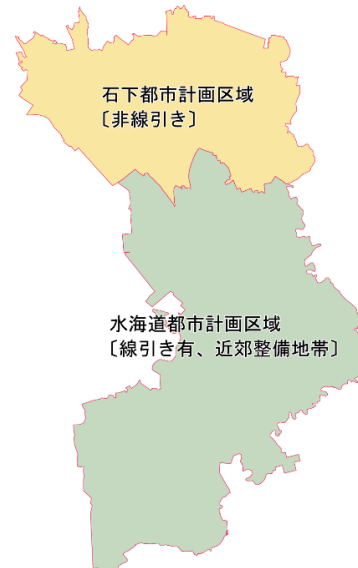 石下都市計画区域
〔非線引き〕
水海道都市計画区域
〔線引き有、近郊整備地帯〕